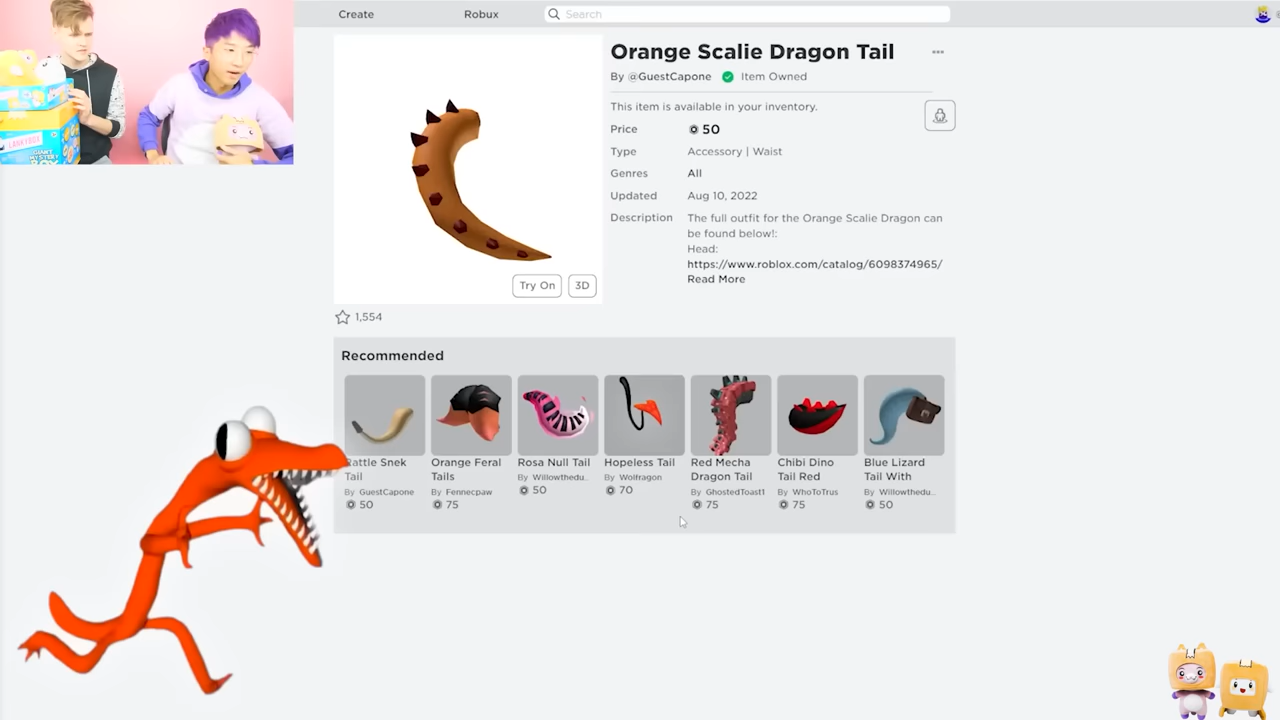 Create
Robux
Search
Orange Scalie Dragon Tail
By @GuestCapone Item Owned
This item is available in your inventory.
Price 50
Type Accessory | Waist
Genres All
Updated Aug 10, 2022
Description The full outfit for the Orange Scalie Dragon can
be found below!:
Head:
https://www.roblox.com/catalog/6098374965/
Read More
Try On
3D
1,554
Recommended
Rattle Snek
Tail
By GuestCapone
50
Orange Feral
Tails
By Fennecpaw
75
Rosa Null Tail
By Willowthedu..
50
Hopeless Tail
By Wolfragon
70
Red Mecha
Dragon Tail
By GhostedToast1
75
Chibi Dino
Tail Red
By WhoToTrus
75
Blue Lizard
Tail With
By Willowthedu..
50
LANKYBOX
GIANT
MYSTERY
BOX